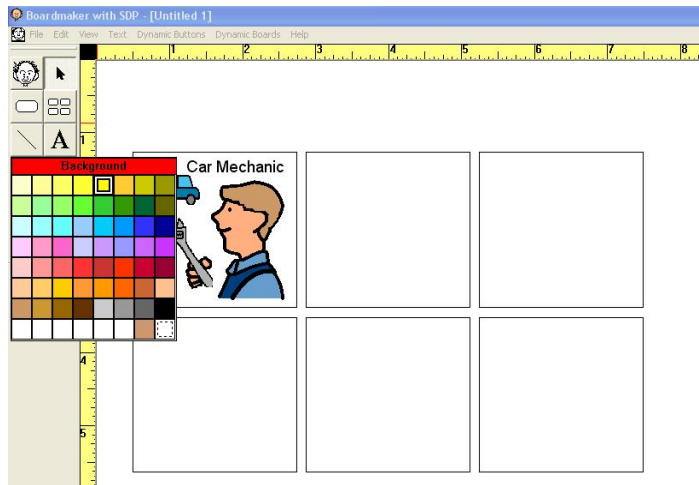 Boardmaker with SDP - [Untitled 1]
File Edit View Text Dynamic Buttons Dynamic Boards Help
1 2 3 4 5 6 7 8
A
1
Background
Car Mechanic
4
5